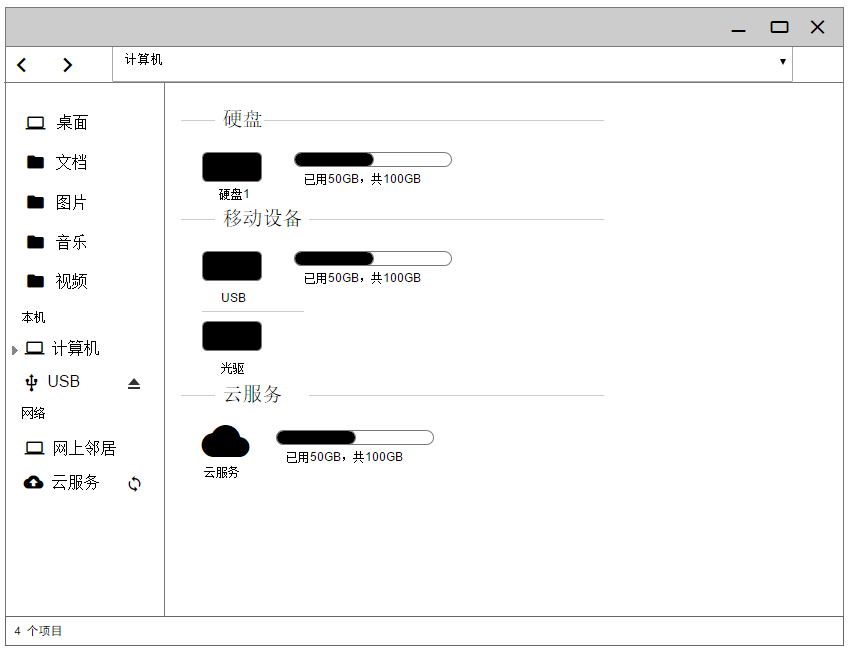 计算机
桌面
文档
图片
音乐
视频
本机
计算机
USB
网络
网上邻居
云服务
硬盘
硬盘1
已用50GB，共100GB
移动设备
USB
已用50GB，共100GB
光驱
云服务
云服务
已用50GB，共100GB
4 个项目